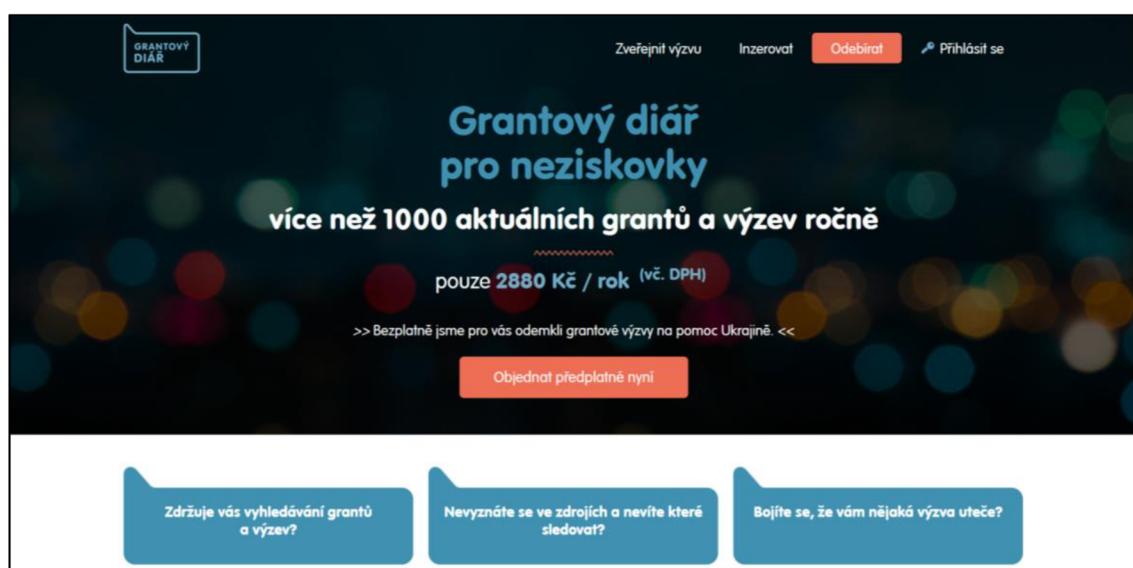 GRANTOVÝ
DIÁŘ
Zveřejnit výzvu Inzerovat Odebírat Přihlásit se
Grantový diář
pro neziskovky
více než 1000 aktuálních grantů a výzev ročně
pouze 2880 Kč / rok (vč. DPH)
>> Bezplatně jsme pro vás odemkli grantové výzvy na pomoc Ukrajině. <<
Objednat předplatné nyní
Zdržuje vás vyhledávání grantů
a výzev?
Nevyznáte se ve zdrojích a nevíte které
sledovat?
Bojíte se, že vám nějaká výzva uteče?